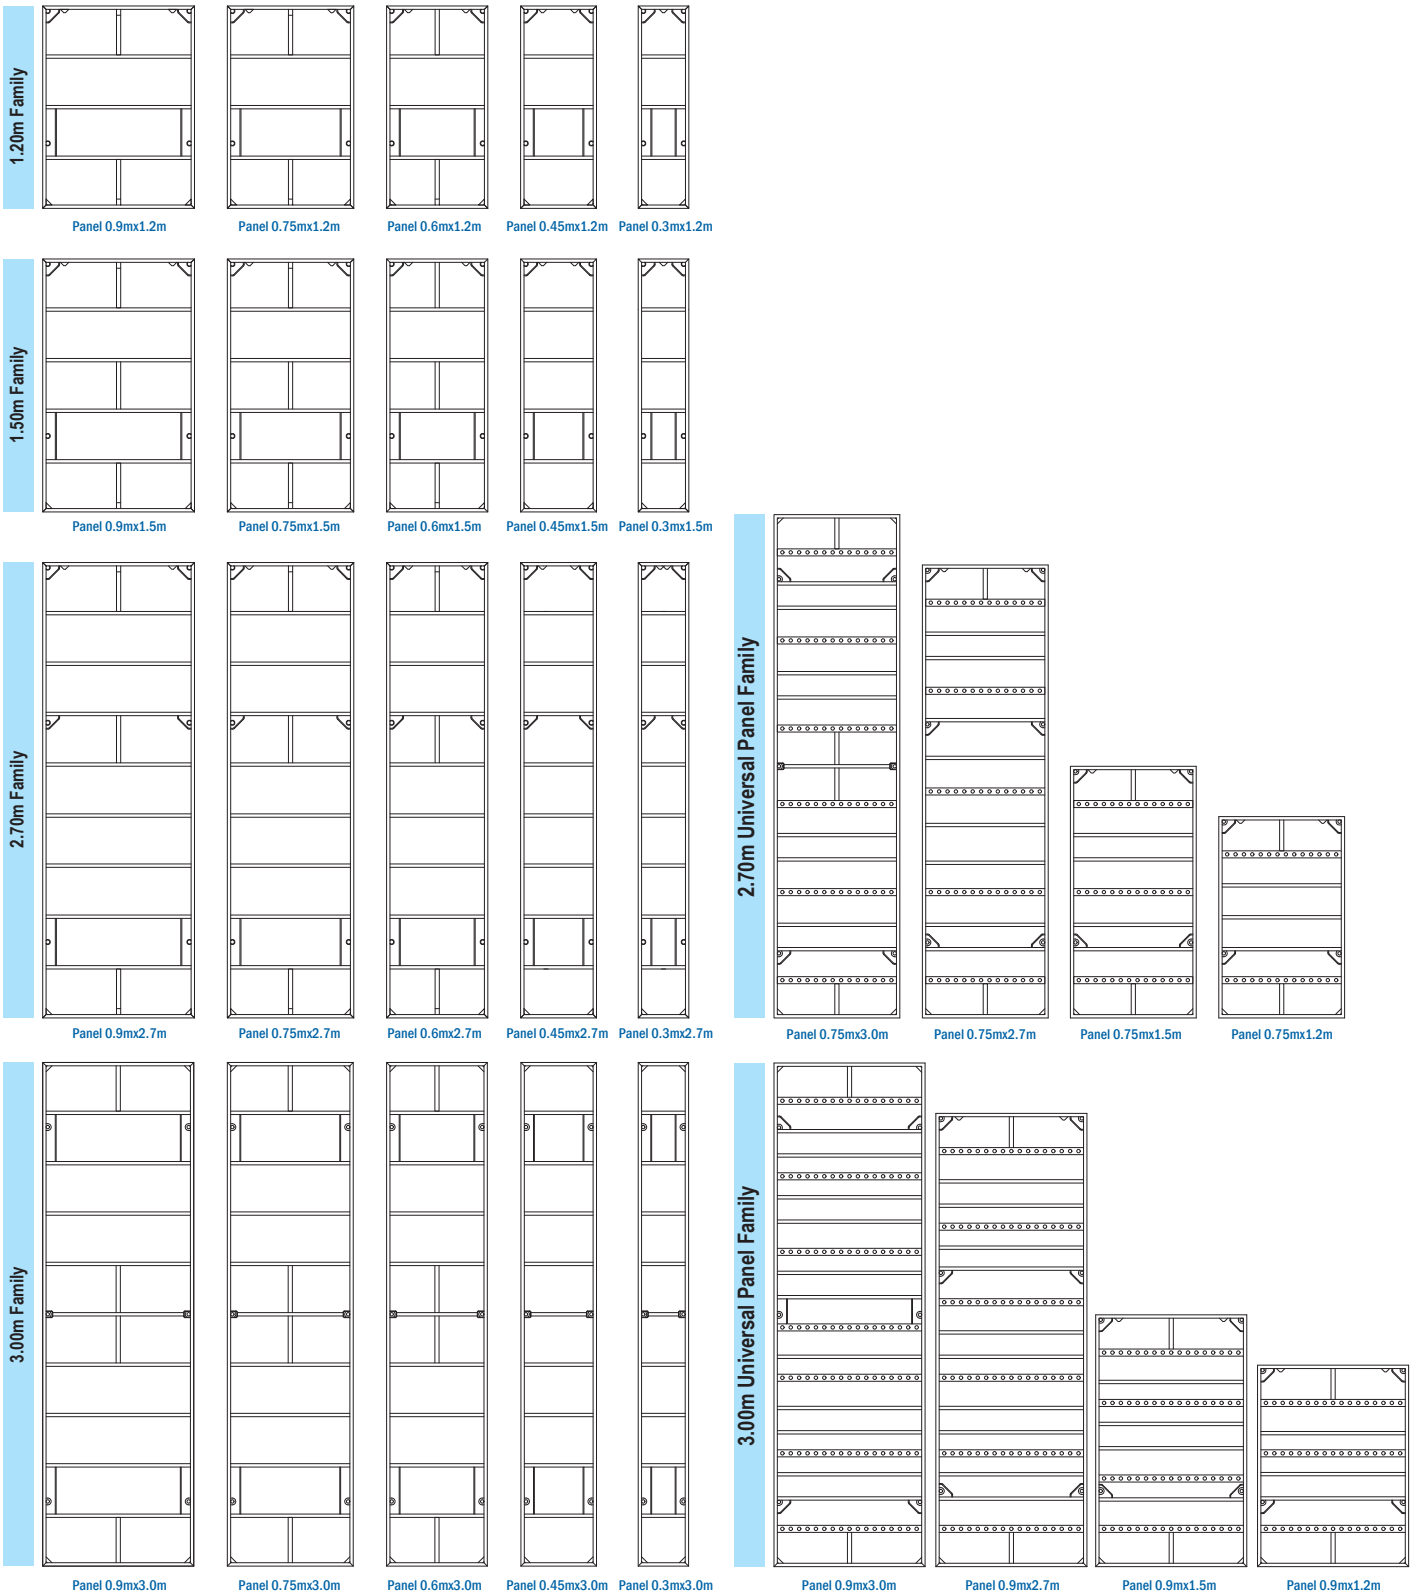 1.20m Family
Panel 0.9mx1.2m
Panel 0.75mx1.2m
Panel 0.6mx1.2m
Panel 0.45mx1.2m
Panel 0.3mx1.2m
1.50m Family
Panel 0.9mx1.5m
Panel 0.75mx1.5m
Panel 0.6mx1.5m
Panel 0.45mx1.5m
Panel 0.3mx1.5m
2.70m Family
Panel 0.9mx2.7m
Panel 0.75mx2.7m
Panel 0.6mx2.7m
Panel 0.45mx2.7m
Panel 0.3mx2.7m
2.70m Universal Panel Family
Panel 0.75mx3.0m
Panel 0.75mx2.7m
Panel 0.75mx1.5m
Panel 0.75mx1.2m
3.00m Family
Panel 0.9mx3.0m
Panel 0.75mx3.0m
Panel 0.6mx3.0m
Panel 0.45mx3.0m
Panel 0.3mx3.0m
3.00m Universal Panel Family
Panel 0.9mx3.0m
Panel 0.9mx2.7m
Panel 0.9mx1.5m
Panel 0.9mx1.2m